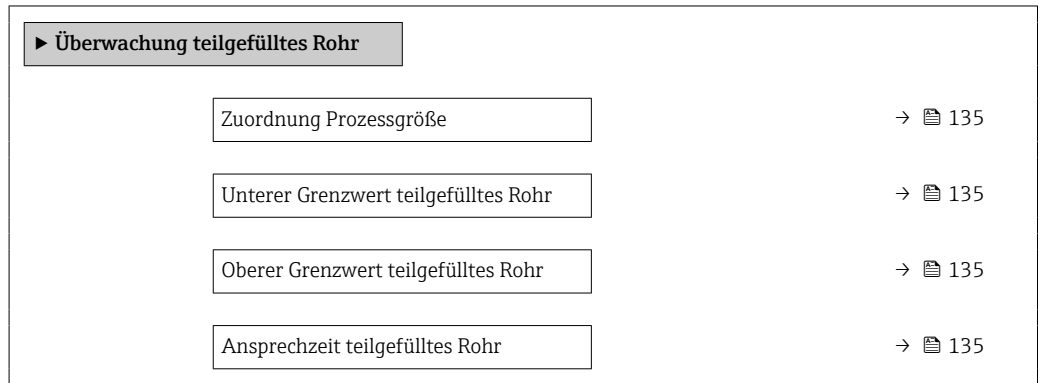 ▶ Überwachung teilgefülltes Rohr
Zuordnung Prozessgröße → 135
Unterer Grenzwert teilgefülltes Rohr → 135
Oberer Grenzwert teilgefülltes Rohr → 135
Ansprechzeit teilgefülltes Rohr → 135